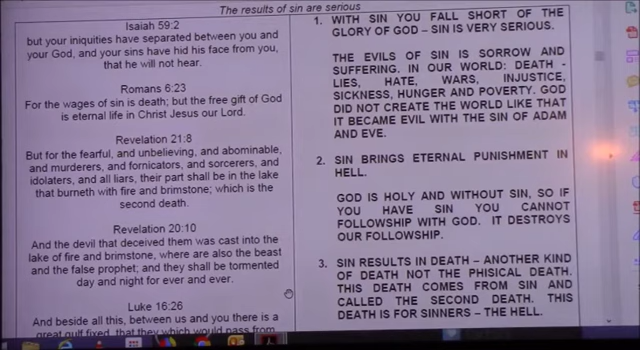 The results of sin are serious
Isaiah 59:2
but your iniquities have separated between you and
your God, and your sins have hid his face from you,
that he will not hear.
Romans 6:23
For the wages of sin is death; but the free gift of God
is eternal life in Christ Jesus our Lord.
Revelation 21:8
But for the fearful, and unbelieving, and abominable,
and murderers, and fornicators, and sorcerers, and
idolaters, and all liars, their part shall be in the lake
that burneth with fire and brimstone; which is the
second death.
Revelation 20:10
And the devil that deceived them was cast into the
lake of fire and brimstone, where are also the beast
and the false prophet; and they shall be tormented
day and night for ever and ever.
Luke 16:26
And beside all this, between us and you there is a
great gulf fixed, that they which would pass from
1. WITH SIN YOU FALL SHORT OF THE
GLORY OF GOD – SIN IS VERY SERIOUS.
THE EVILS OF SIN IS SORROW AND
SUFFERING. IN OUR WORLD: DEATH -
LIES, HATE, WARS, INJUSTICE,
SICKNESS, HUNGER AND POVERTY. GOD
DID NOT CREATE THE WORLD LIKE THAT
IT BECAME EVIL WITH THE SIN OF ADAM
AND EVE.
2. SIN BRINGS ETERNAL PUNISHMENT IN
HELL.
GOD IS HOLY AND WITHOUT SIN, SO IF
YOU HAVE SIN YOU CANNOT
FOLLOWSHIP WITH GOD. IT DESTROYS
OUR FOLLOWSHIP.
3. SIN RESULTS IN DEATH – ANOTHER KIND
OF DEATH NOT THE PHISICAL DEATH.
THIS DEATH COMES FROM SIN AND
CALLED THE SECOND DEATH. THIS
DEATH IS FOR SINNERS – THE HELL.